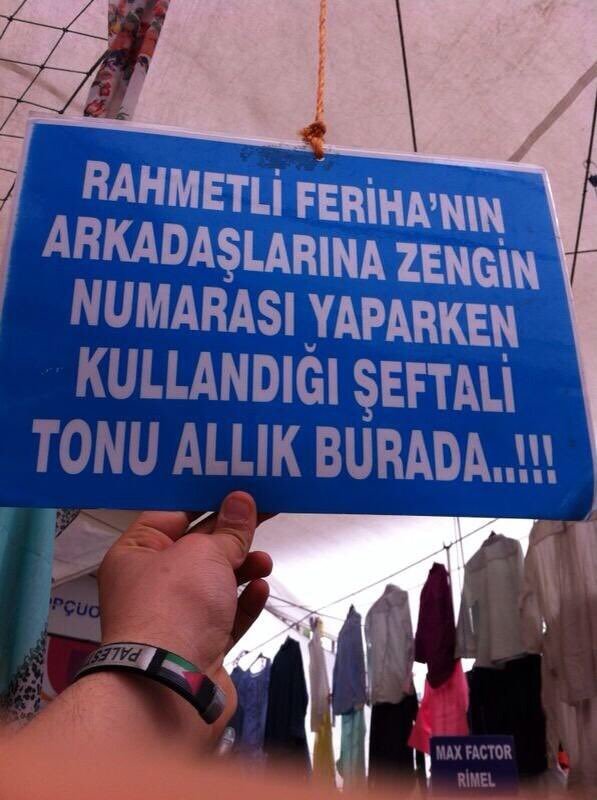 RAHMETLİ FERİHA'NIN
ARKADAŞLARINA ZENGİN
NUMARASI YAPARKEN
KULLANDIĞI ŞEFTALİ
TONU ALLIK BURADA..!!!
MAX FACTOR
RİMEL